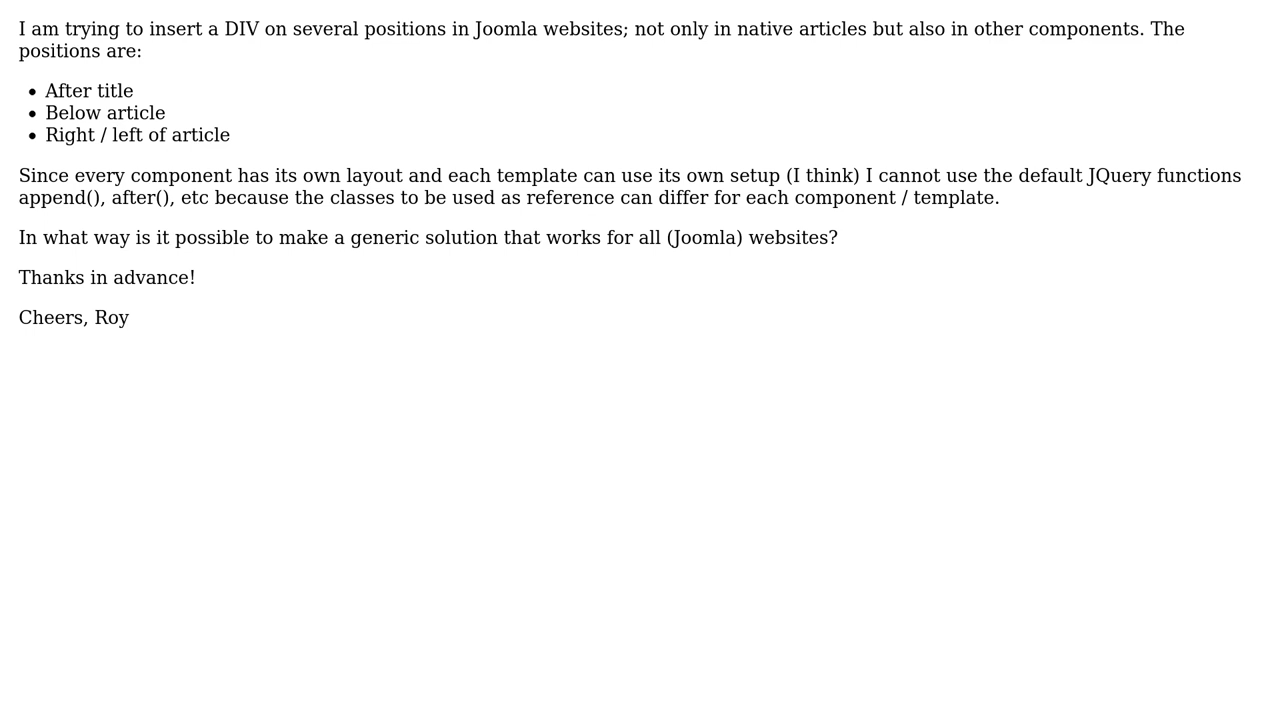 I am trying to insert a DIV on several positions in Joomla websites; not only in native articles but also in other components. The
positions are:
• After title
• Below article
• Right / left of article
Since every component has its own layout and each template can use its own setup (I think) I cannot use the default JQuery functions
append(), after(), etc because the classes to be used as reference can differ for each component / template.
In what way is it possible to make a generic solution that works for all (Joomla) websites?
Thanks in advance!
Cheers, Roy